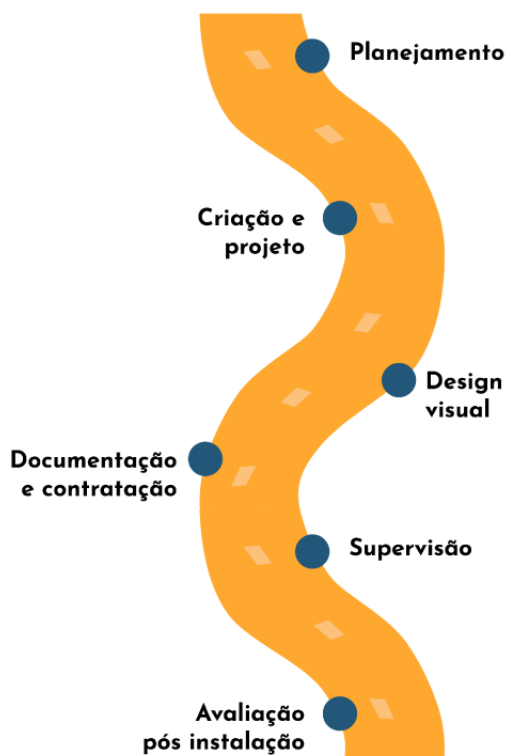 Planejamento
Criação e
projeto
Design
visual
Documentação
e contratação
Supervisão
Avaliação
pós instalação